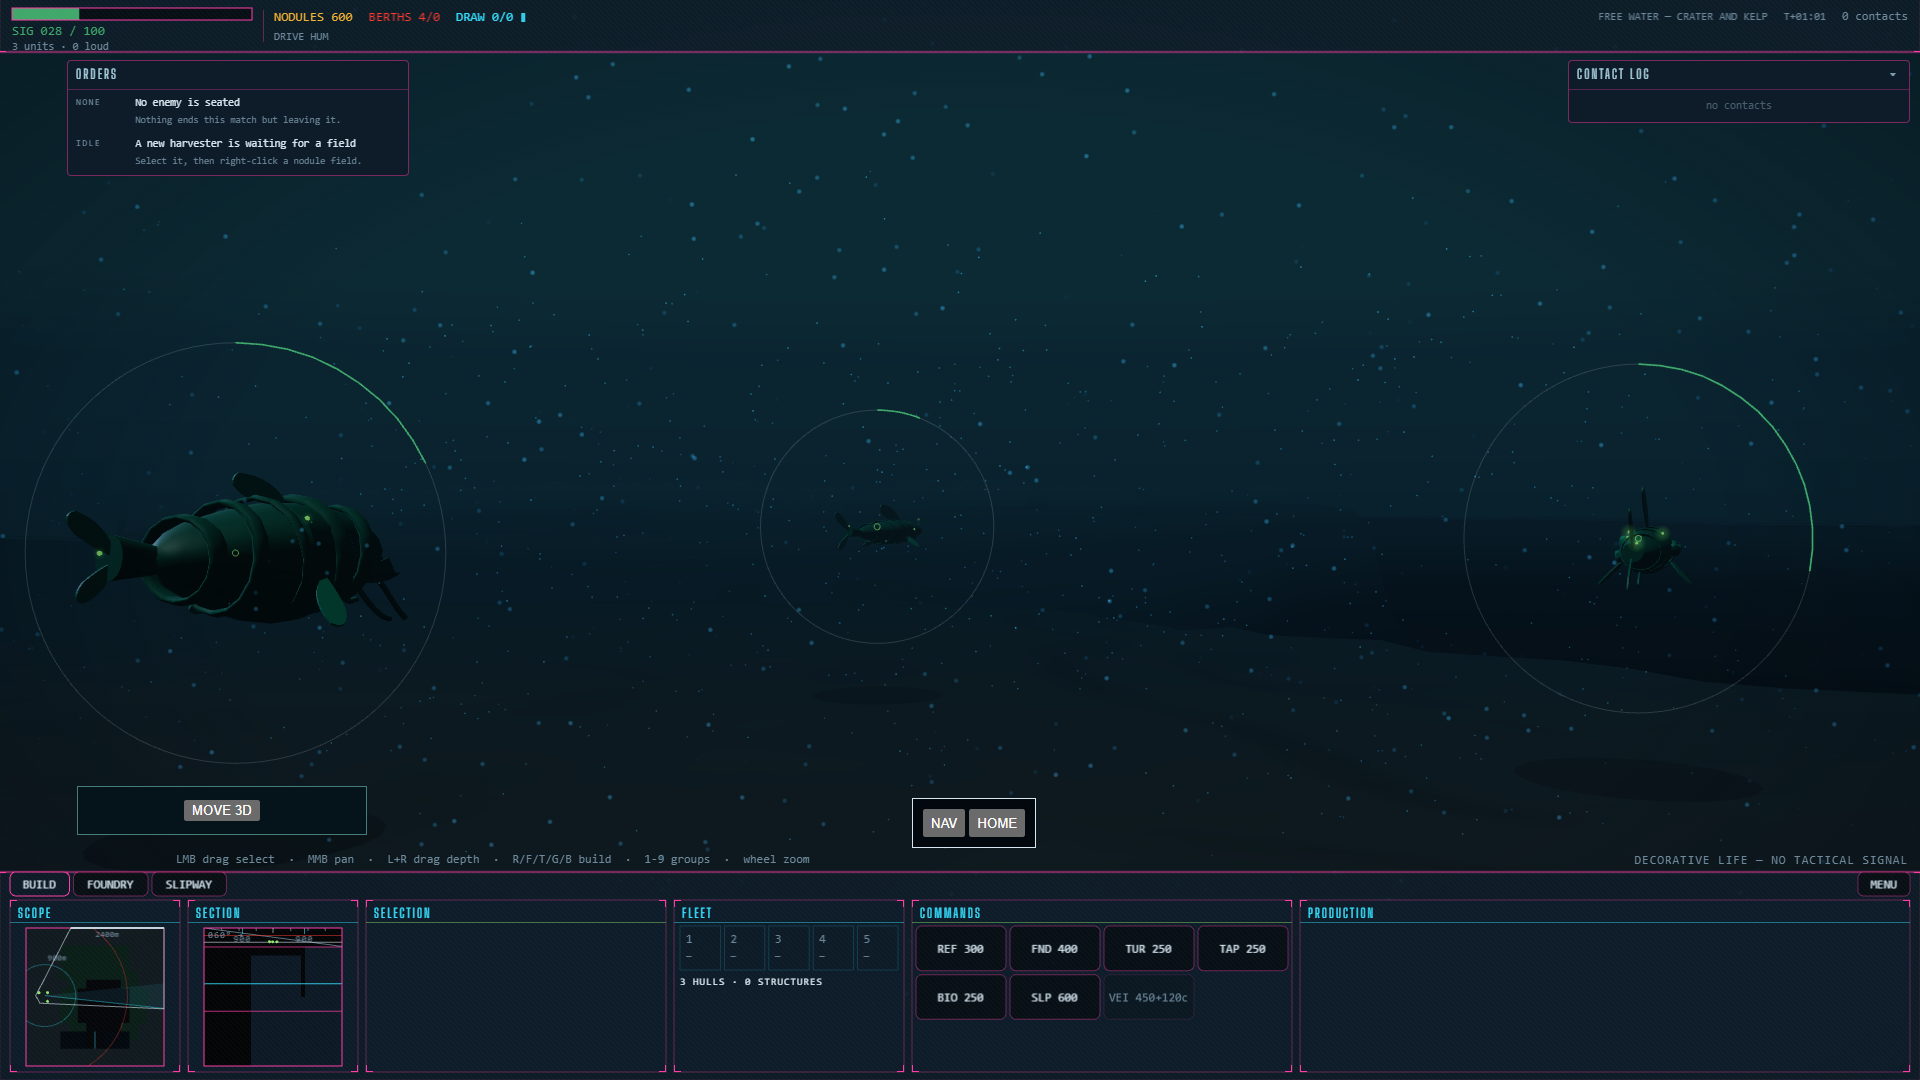 SIG 028 / 100
3 units · 0 loud
NODULES 600 BERTHS 4/0 DRAW 0/0
DRIVE HUM
FREE WATER — CRATER AND KELP T+01:01 0 contacts
ORDERS
NONE No enemy is seated
Nothing ends this match but leaving it.
IDLE A new harvester is waiting for a field
Select it, then right-click a nodule field.
CONTACT LOG
no contacts
MOVE 3D
NAV HOME
LMB drag select · MMB pan · L+R drag depth · R/F/T/G/B build · 1-9 groups · wheel zoom
DECORATIVE LIFE — NO TACTICAL SIGNAL
BUILD FOUNDRY SLIPWAY MENU
SCOPE
2400m
900m
SECTION
060° 900 900
SELECTION
FLEET
1 2 3 4 5
– – – – –
3 HULLS · 0 STRUCTURES
COMMANDS
REF 300 FND 400 TUR 250 TAP 250
BIO 250 SLP 600 VEI 450+120c
PRODUCTION